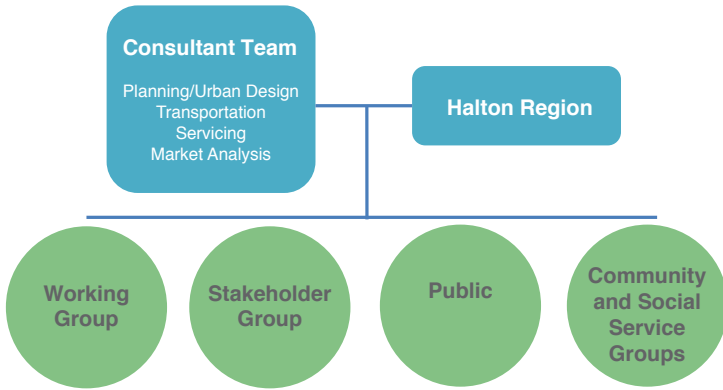 Consultant Team
Planning/Urban Design
Transportation
Servicing
Market Analysis
Halton Region
Working
Group
Stakeholder
Group
Public
Community
and Social
Service
Groups